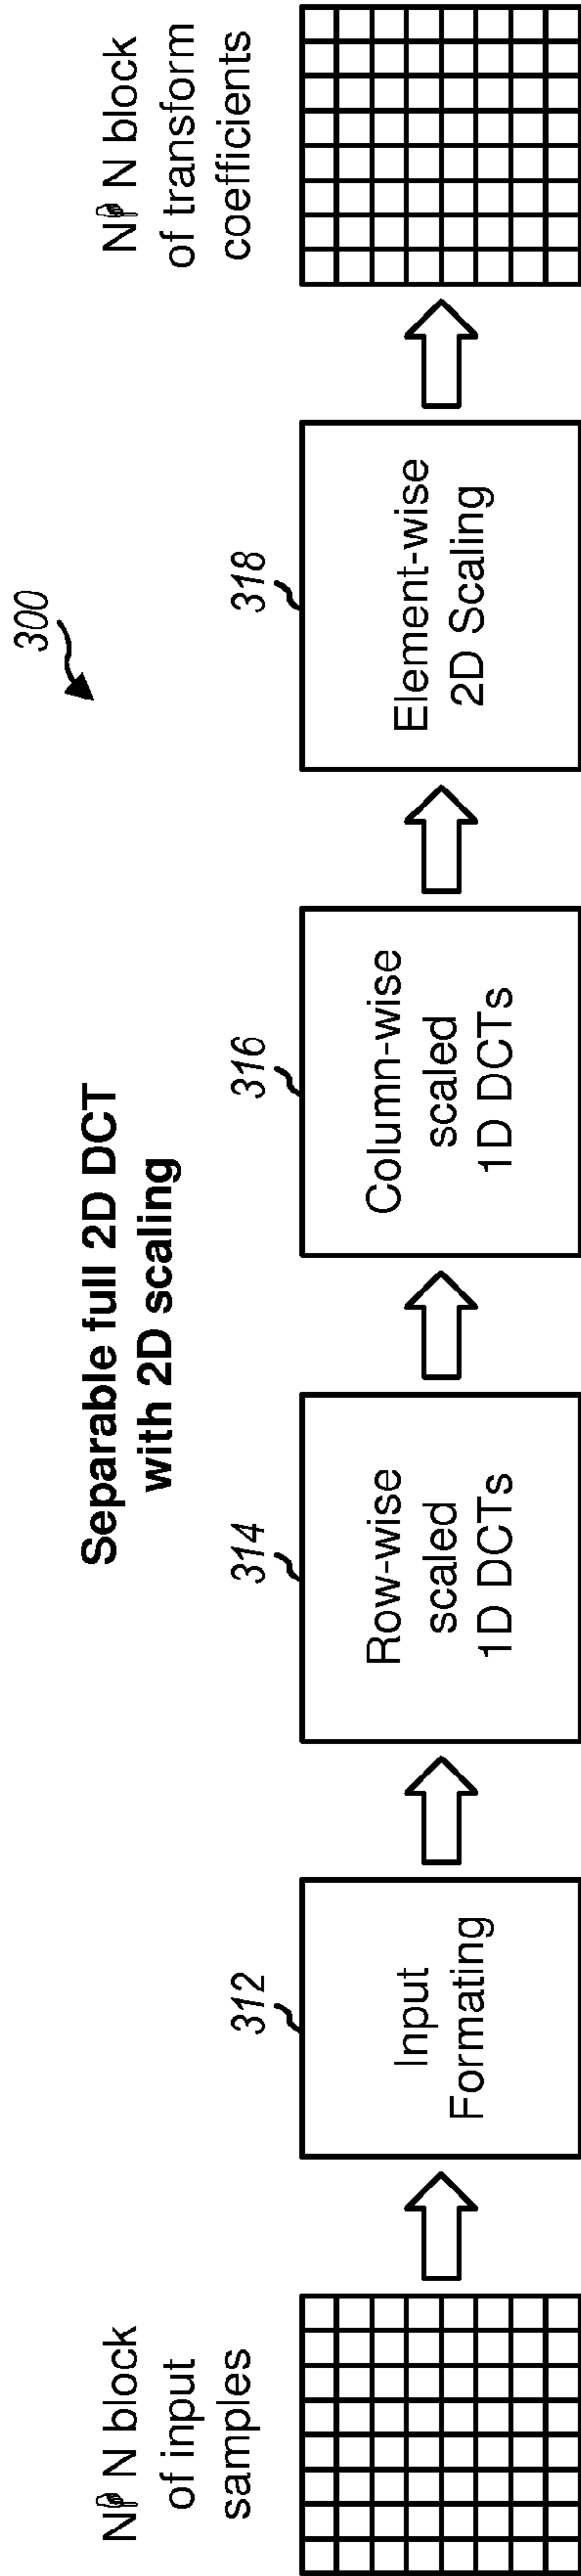 300
Separable full 2D DCT
with 2D scaling
N N block
of input
samples
312
Input
Formating
314
Row-wise
scaled
1D DCTs
316
Column-wise
scaled
1D DCTs
318
Element-wise
2D Scaling
N N block
of transform
coefficients